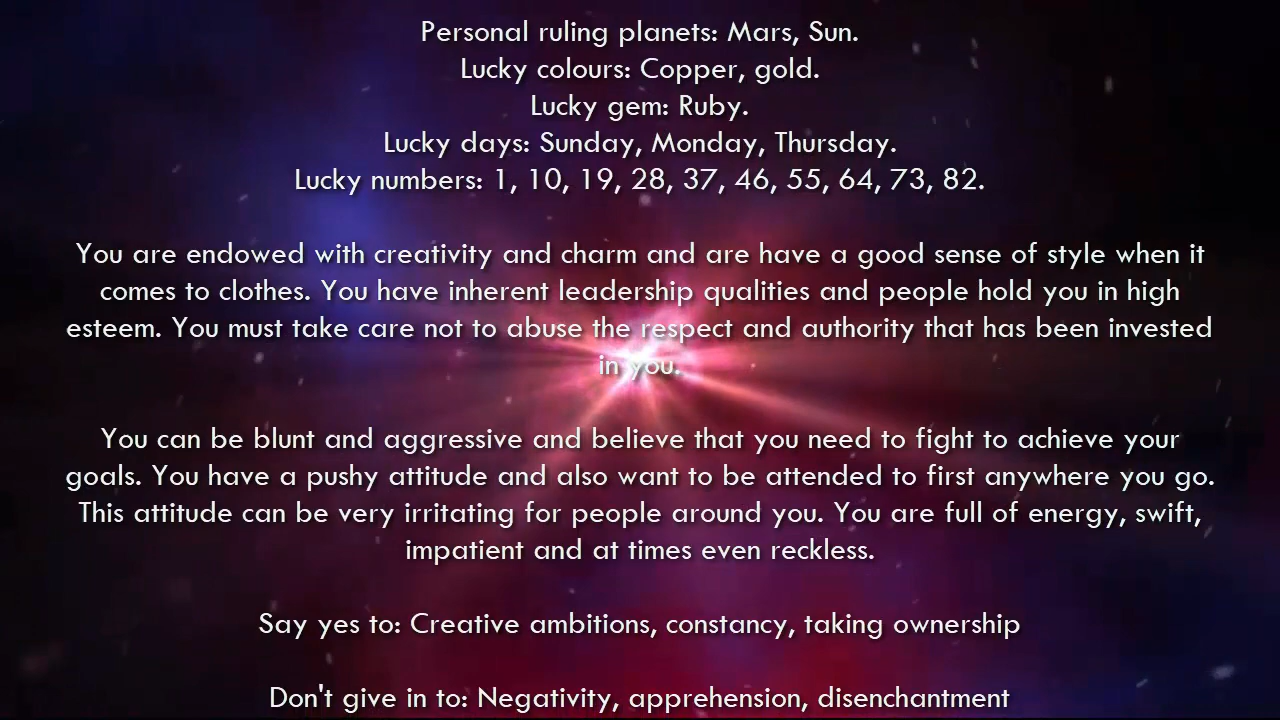 Personal ruling planets: Mars, Sun.
Lucky colours: Copper, gold.
Lucky gem: Ruby.
Lucky days: Sunday, Monday, Thursday.
Lucky numbers: 1, 10, 19, 28, 37, 46, 55, 64, 73, 82.
You are endowed with creativity and charm and are have a good sense of style when it
comes to clothes. You have inherent leadership qualities and people hold you in high
esteem. You must take care not to abuse the respect and authority that has been invested
in you.
You can be blunt and aggressive and believe that you need to fight to achieve your
goals. You have a pushy attitude and also want to be attended to first anywhere you go.
This attitude can be very irritating for people around you. You are full of energy, swift,
impatient and at times even reckless.
Say yes to: Creative ambitions, constancy, taking ownership
Don't give in to: Negativity, apprehension, disenchantment